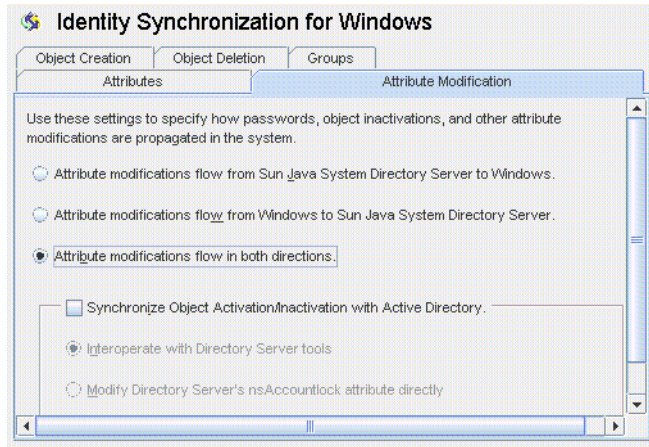 Identity Synchronization for Windows
Object Creation
Object Deletion
Groups
Attributes
Attribute Modification
Use these settings to specify how passwords, object inactivations, and other attribute
modifications are propagated in the system.
Attribute modifications flow from Sun Java System Directory Server to Windows.
Attribute modifications flow from Windows to Sun Java System Directory Server.
Attribute modifications flow in both directions.
Synchronize Object Activation/Inactivation with Active Directory.
Interoperate with Directory Server tools
Modify Directory Server's nsAccountlock attribute directly